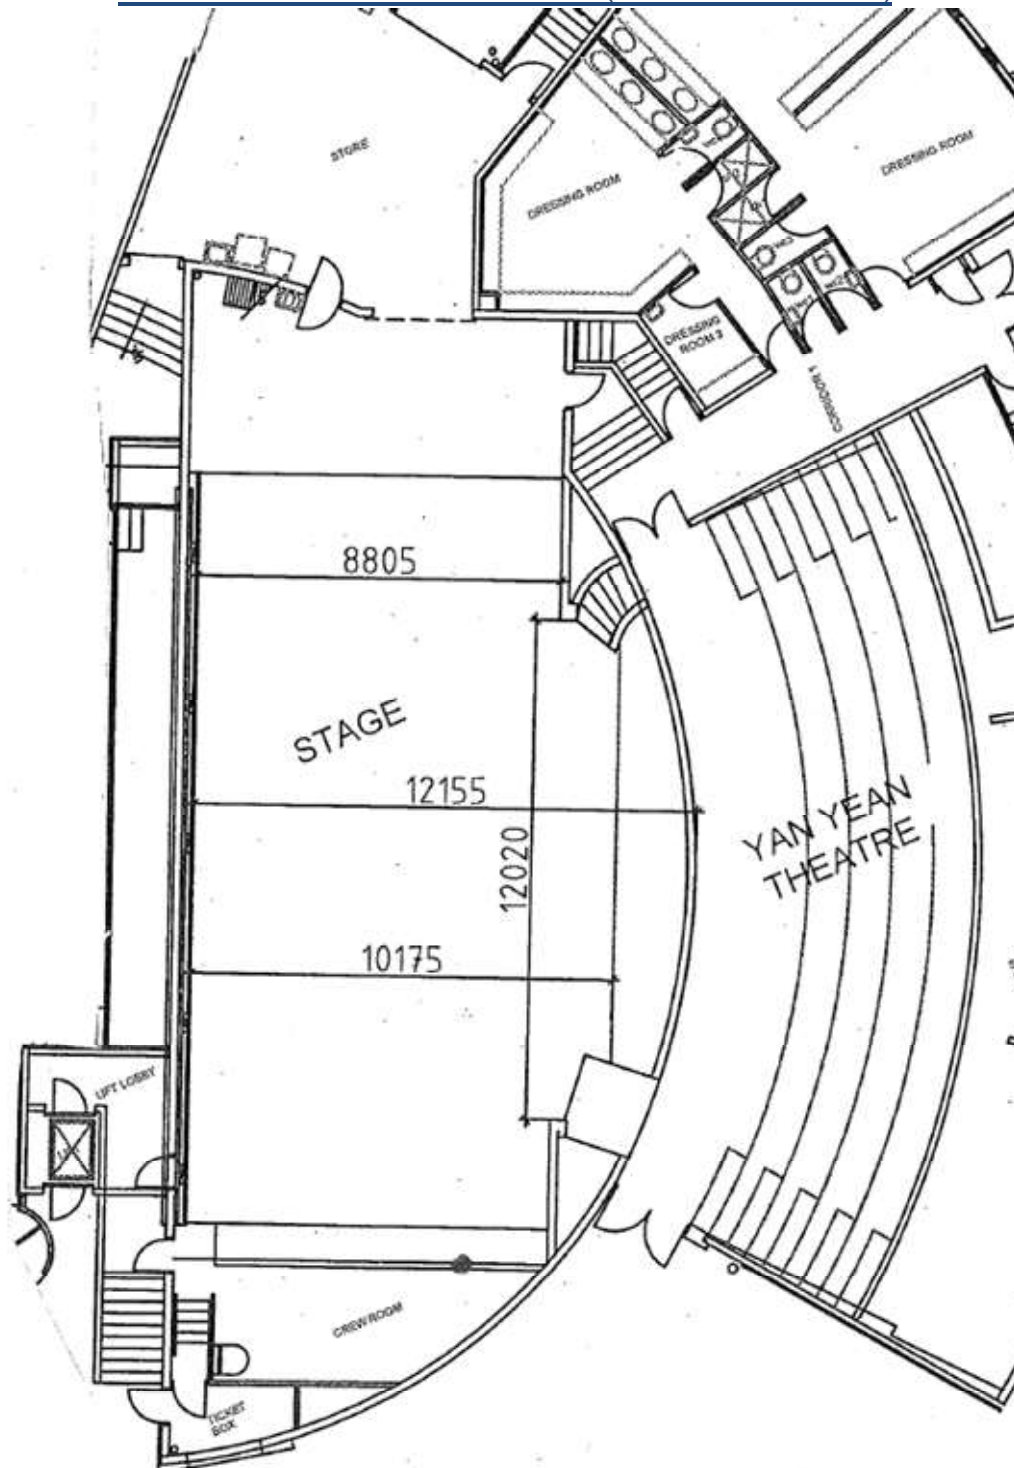 STORE
DRESSING ROOM
DRESSING ROOM
DRESSING
ROOM 3
CORRIDOR 1
8805
STAGE
12155
YAN YEAN
THEATRE
12020
10175
LIFT LOBBY
CREW ROOM
TICKET
BOX